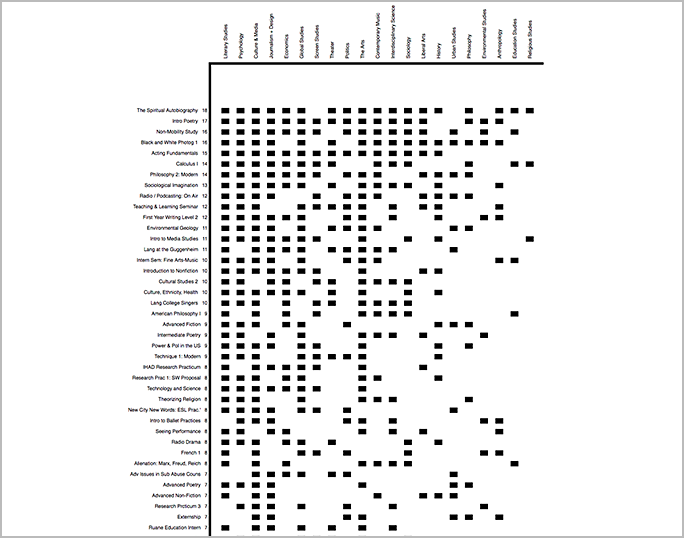 Literary Studies
Psychology
Culture & Media
Journalism + Design
Economics
Global Studies
Screen Studies
Theater
Politics
The Arts
Contemporary Music
Interdisciplinary Science
Sociology
Liberal Arts
History
Urban Studies
Philosophy
Environmental Studies
Anthropology
Education Studies
Religious Studies
The Spiritual Autobiography 18
Intro Poetry 17
Non-Mobility Study 16
Black and White Photog 1 16
Acting Fundamentals 15
Calculus I 14
Philosophy 2: Modern 14
Sociological Imagination 13
Radio / Podcasting: On Air 12
Teaching & Learning Seminar 12
First Year Writing Level 2 12
Environmental Geology 11
Intro to Media Studies 11
Lang at the Guggenheim 11
Intern Sem. Fine Arts-Music 10
Introduction to Nonfiction 10
Cultural Studies 2 10
Culture, Ethnicity, Health 10
Lang College Singers 10
American Philosophy I 9
Advanced Fiction 9
Intermediate Poetry 9
Power & Pol in the US 9
Technique 1: Modern 9
IHAD Research Practicum 8
Research Prac 1: SW Proposal 8
Technology and Science 8
Theorizing Religion 8
New City New Words: ESL Prac.' 8
Intro to Ballet Practices 8
Seeing Performance 8
Radio Drama 8
French 1 8
Alienation: Marx, Freud, Reich 8
Adv Issues in Sub Abuse Couns 7
Advanced Poetry 7
Advanced Non-Fiction 7
Research Prcticum 3 7
Externship 7
Ruane Education Intern 7